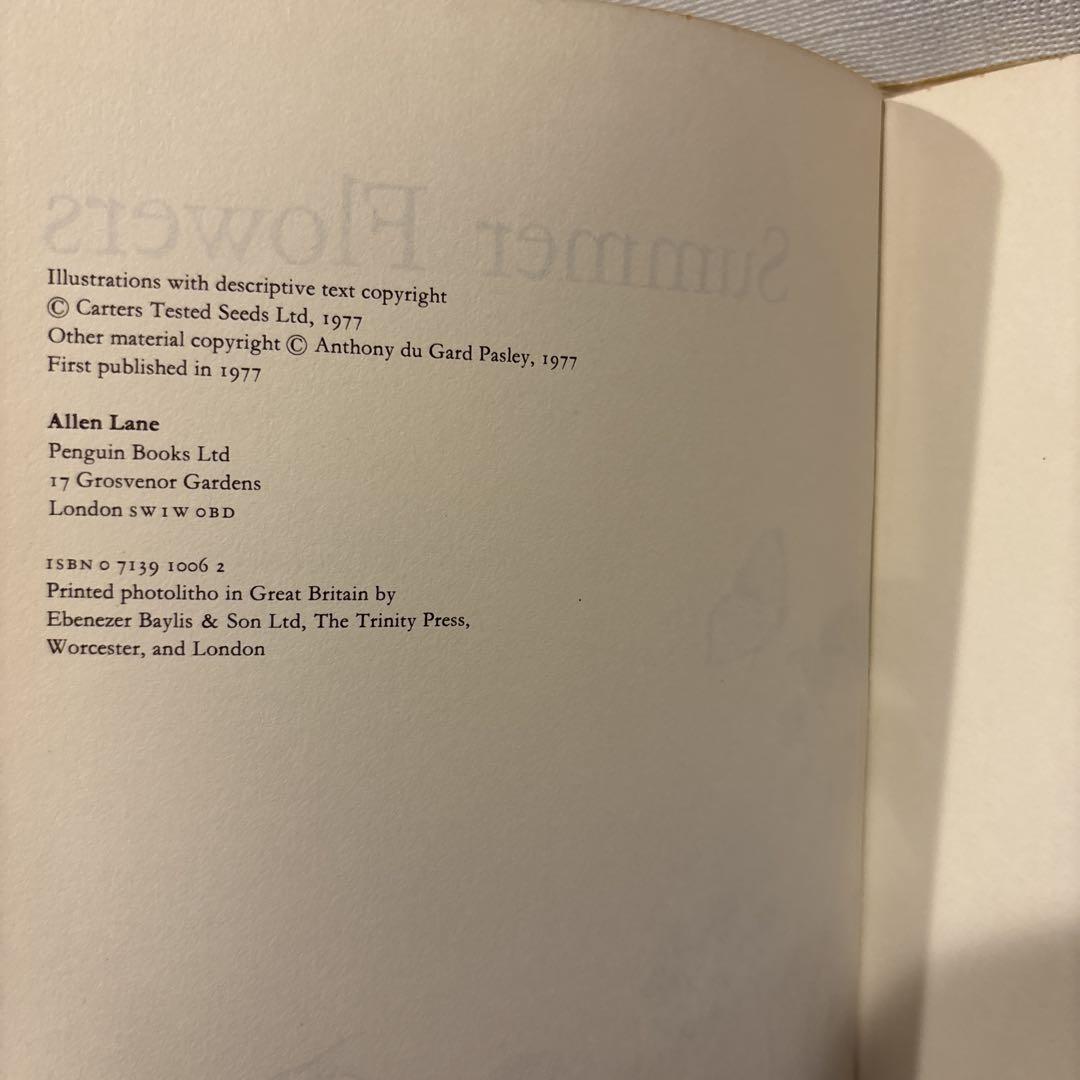 Summer Flowers
Illustrations with descriptive text copyright
© Carters Tested Seeds Ltd, 1977
Other material copyright © Anthony du Gard Pasley, 1977
First published in 1977
Allen Lane
Penguin Books Ltd
17 Grosvenor Gardens
London SW1W 0BD
ISBN 0 7139 1006 2
Printed photolitho in Great Britain by
Ebenezer Baylis & Son Ltd, The Trinity Press,
Worcester, and London